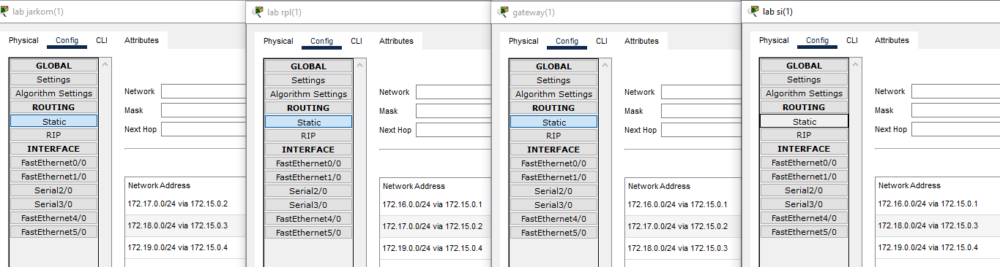 lab jarkom(1)
Physical Config CLI Attributes
GLOBAL
Settings
Algorithm Settings
ROUTING
Static
RIP
INTERFACE
FastEthernet0/0
FastEthernet1/0
Serial2/0
Serial3/0
FastEthernet4/0
FastEthernet5/0
Network
Mask
Next Hop
Network Address
172.17.0.0/24 via 172.15.0.2
172.18.0.0/24 via 172.15.0.3
172.19.0.0/24 via 172.15.0.4
lab rpl(1)
Physical Config CLI Attributes
GLOBAL
Settings
Algorithm Settings
ROUTING
Static
RIP
INTERFACE
FastEthernet0/0
FastEthernet1/0
Serial2/0
Serial3/0
FastEthernet4/0
FastEthernet5/0
Network
Mask
Next Hop
Network Address
172.16.0.0/24 via 172.15.0.1
172.17.0.0/24 via 172.15.0.2
172.19.0.0/24 via 172.15.0.4
gateway(1)
Physical Config CLI Attributes
GLOBAL
Settings
Algorithm Settings
ROUTING
Static
RIP
INTERFACE
FastEthernet0/0
FastEthernet1/0
Serial2/0
Serial3/0
FastEthernet4/0
FastEthernet5/0
Network
Mask
Next Hop
Network Address
172.16.0.0/24 via 172.15.0.1
172.17.0.0/24 via 172.15.0.2
172.18.0.0/24 via 172.15.0.3
lab si(1)
Physical Config CLI Attributes
GLOBAL
Settings
Algorithm Settings
ROUTING
Static
RIP
INTERFACE
FastEthernet0/0
FastEthernet1/0
Serial2/0
Serial3/0
FastEthernet4/0
FastEthernet5/0
Network
Mask
Next Hop
Network Address
172.16.0.0/24 via 172.15.0.1
172.18.0.0/24 via 172.15.0.3
172.19.0.0/24 via 172.15.0.4